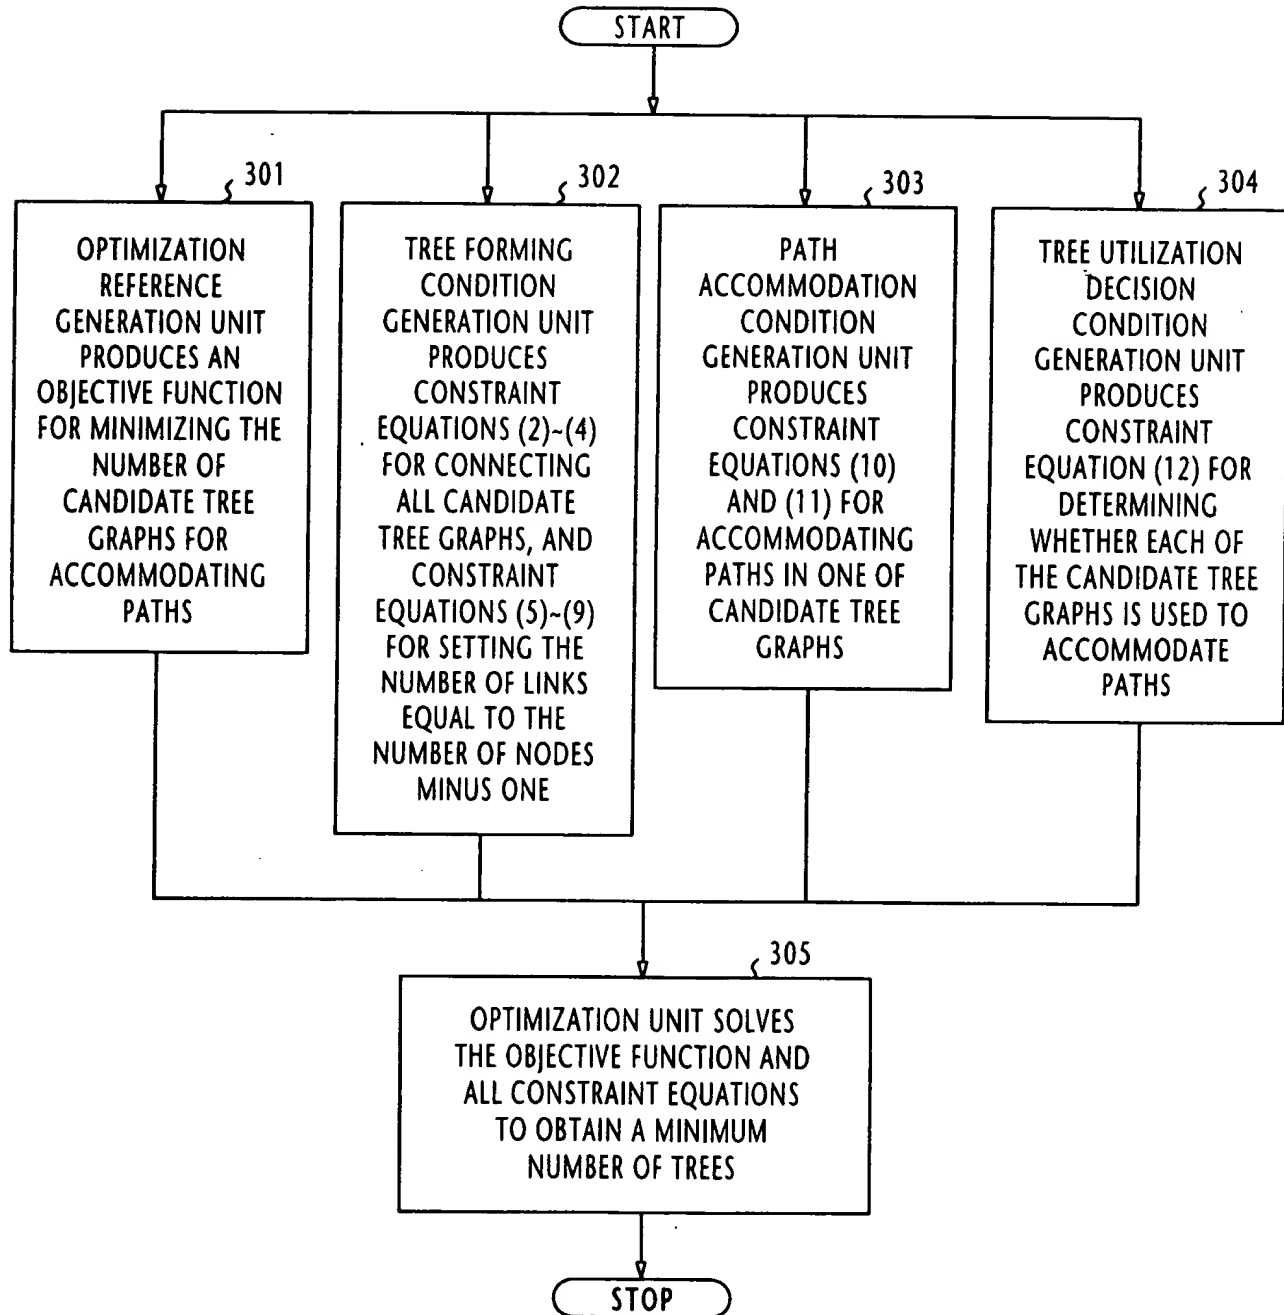 START
301
OPTIMIZATION
REFERENCE
GENERATION UNIT
PRODUCES AN
OBJECTIVE FUNCTION
FOR MINIMIZING THE
NUMBER OF
CANDIDATE TREE
GRAPHS FOR
ACCOMMODATING
PATHS
302
TREE FORMING
CONDITION
GENERATION UNIT
PRODUCES
CONSTRAINT
EQUATIONS (2)~(4)
FOR CONNECTING
ALL CANDIDATE
TREE GRAPHS, AND
CONSTRAINT
EQUATIONS (5)~(9)
FOR SETTING THE
NUMBER OF LINKS
EQUAL TO THE
NUMBER OF NODES
MINUS ONE
303
PATH
ACCOMMODATION
CONDITION
GENERATION UNIT
PRODUCES
CONSTRAINT
EQUATIONS (10)
AND (11) FOR
ACCOMMODATING
PATHS IN ONE OF
CANDIDATE TREE
GRAPHS
304
TREE UTILIZATION
DECISION
CONDITION
GENERATION UNIT
PRODUCES
CONSTRAINT
EQUATION (12) FOR
DETERMINING
WHETHER EACH OF
THE CANDIDATE TREE
GRAPHS IS USED TO
ACCOMMODATE
PATHS
305
OPTIMIZATION UNIT SOLVES
THE OBJECTIVE FUNCTION AND
ALL CONSTRAINT EQUATIONS
TO OBTAIN A MINIMUM
NUMBER OF TREES
STOP